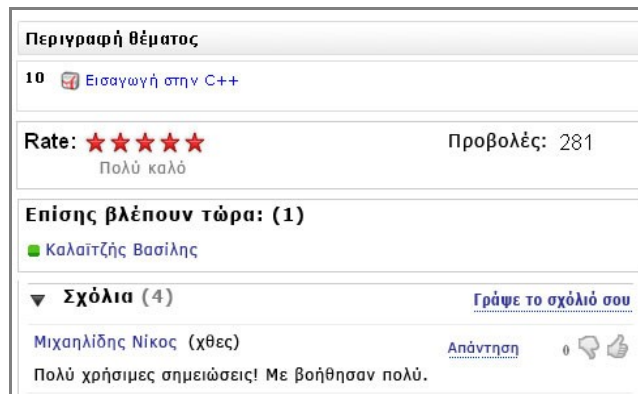 Περιγραφή θέματος
10 Εισαγωγή στην C++
Rate: Προβολές: 281
Πολύ καλό
Επίσης βλέπουν τώρα: (1)
Καλαϊτζής Βασίλης
Σχόλια (4) Γράψε το σχόλιό σου
Μιχαηλίδης Νίκος (χθες) Απάντηση 0
Πολύ χρήσιμες σημειώσεις! Με βοήθησαν πολύ.